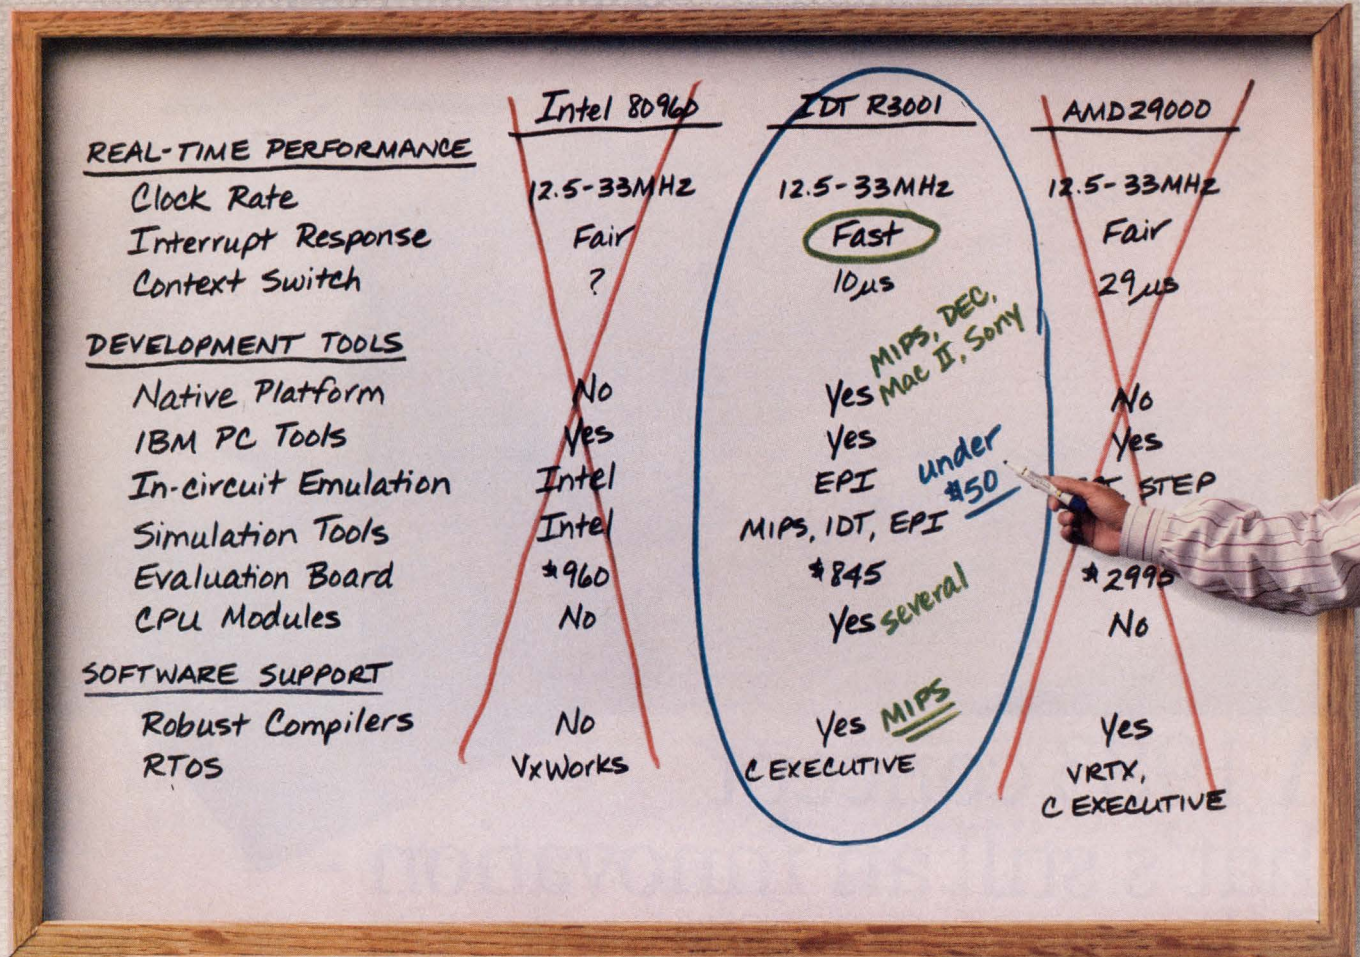 Intel 80960 IDT R3001 AMD29000
REAL-TIME PERFORMANCE
Clock Rate 12.5-33MHz 12.5-33MHz 12.5-33MHz
Interrupt Response Fair Fast Fair
Context Switch ? 10µs 29µs
MIPS, DEC,
Mac II, Sony
DEVELOPMENT TOOLS
Native Platform No Yes No
IBM PC Tools Yes Yes Yes
under
$50
In-circuit Emulation Intel EPI STEP
Simulation Tools Intel MIPS, IDT, EPI
Evaluation Board $960 $845 $2995
CPU Modules No Yes several No
SOFTWARE SUPPORT
Robust Compilers No Yes MIPS Yes
RTOS VxWorks C EXECUTIVE VRTX,
C EXECUTIVE